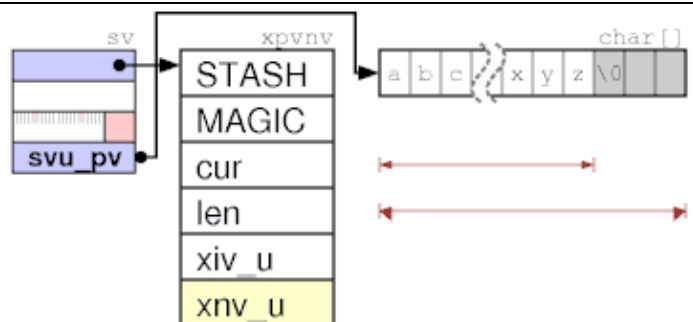 sv
xpvnv
char[]
STASH
a b c x y z \0
MAGIC
svu_pv
cur
len
xiv_u
xnv_u